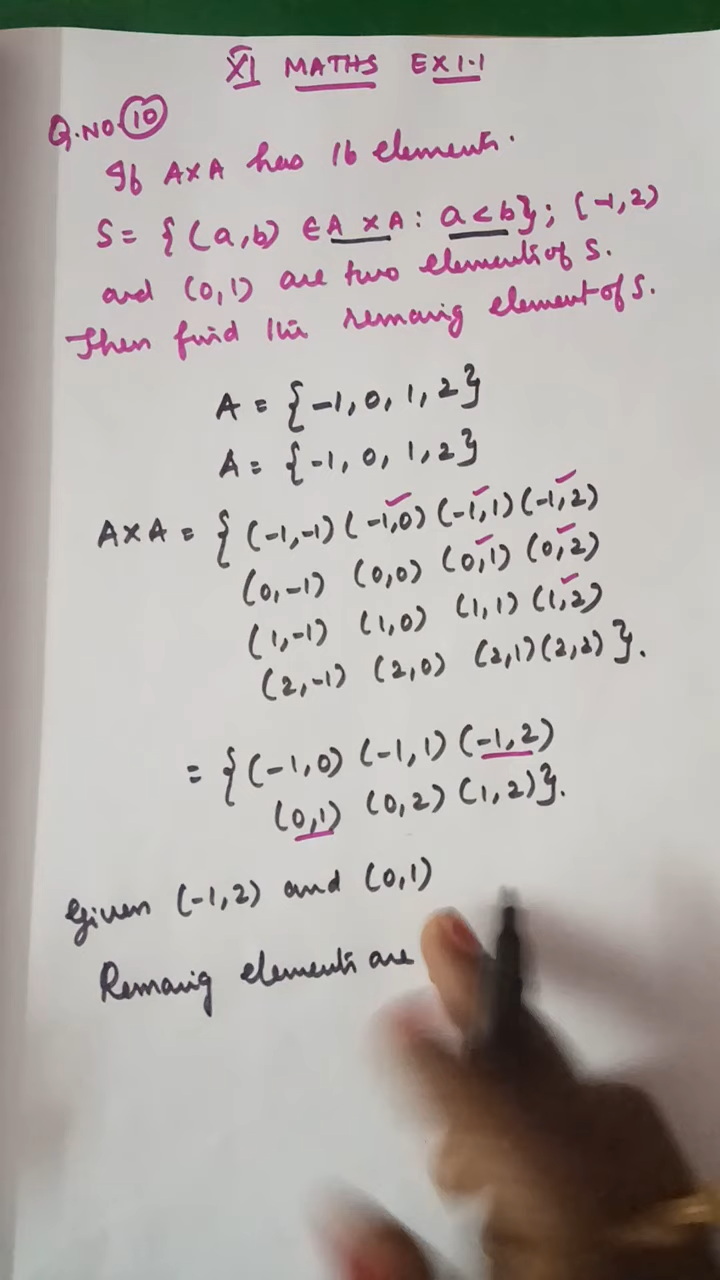 XI MATHS EX 1.1
Q.NO. 10
If A×A has 16 elements.
S = {(a,b) ∈ A × A : a < b}; (-1,2)
and (0,1) are two elements of S.
Then find the remaing element of S.
A = {-1, 0, 1, 2}
A = {-1, 0, 1, 2}
A×A = {(-1,-1) (-1,0) (-1,1) (-1,2)
(0,-1) (0,0) (0,1) (0,2)
(1,-1) (1,0) (1,1) (1,2)
(2,-1) (2,0) (2,1) (2,2)}.
= {(-1,0) (-1,1) (-1,2)
(0,1) (0,2) (1,2)}.
Given (-1,2) and (0,1)
Remaing elements are